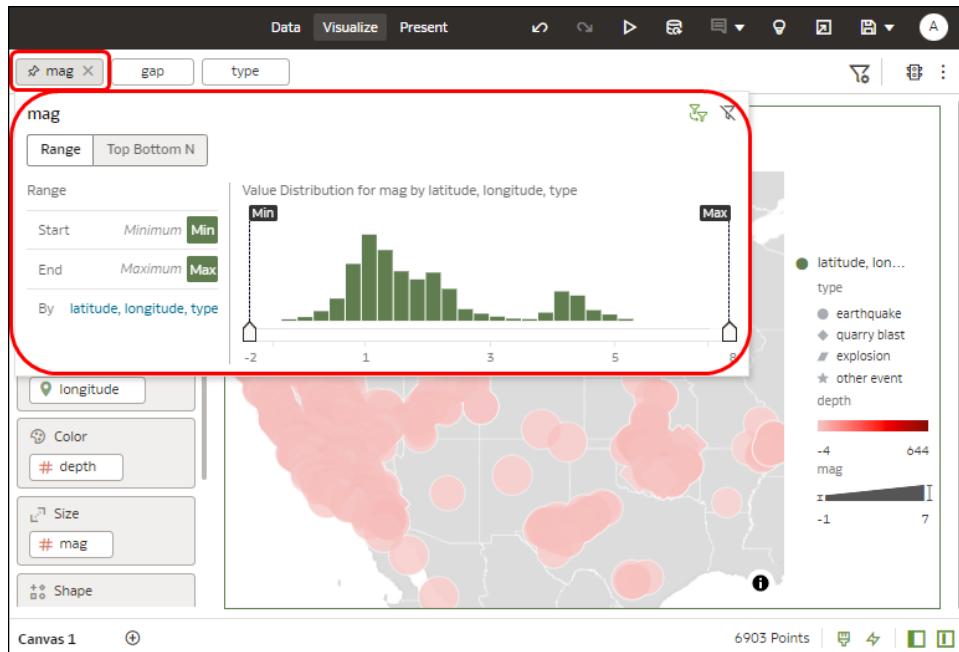 Data Visualize Present A
mag gap type
mag
Range Top Bottom N
Range
Start Minimum Min
End Maximum Max
By latitude, longitude, type
Value Distribution for mag by latitude, longitude, type
Min Max
-2 1 3 5 8
latitude, lon...
type
earthquake
quarry blast
explosion
other event
depth
-4 644
mag
-1 7
longitude
Color
# depth
Size
# mag
Shape
Canvas 1 6903 Points